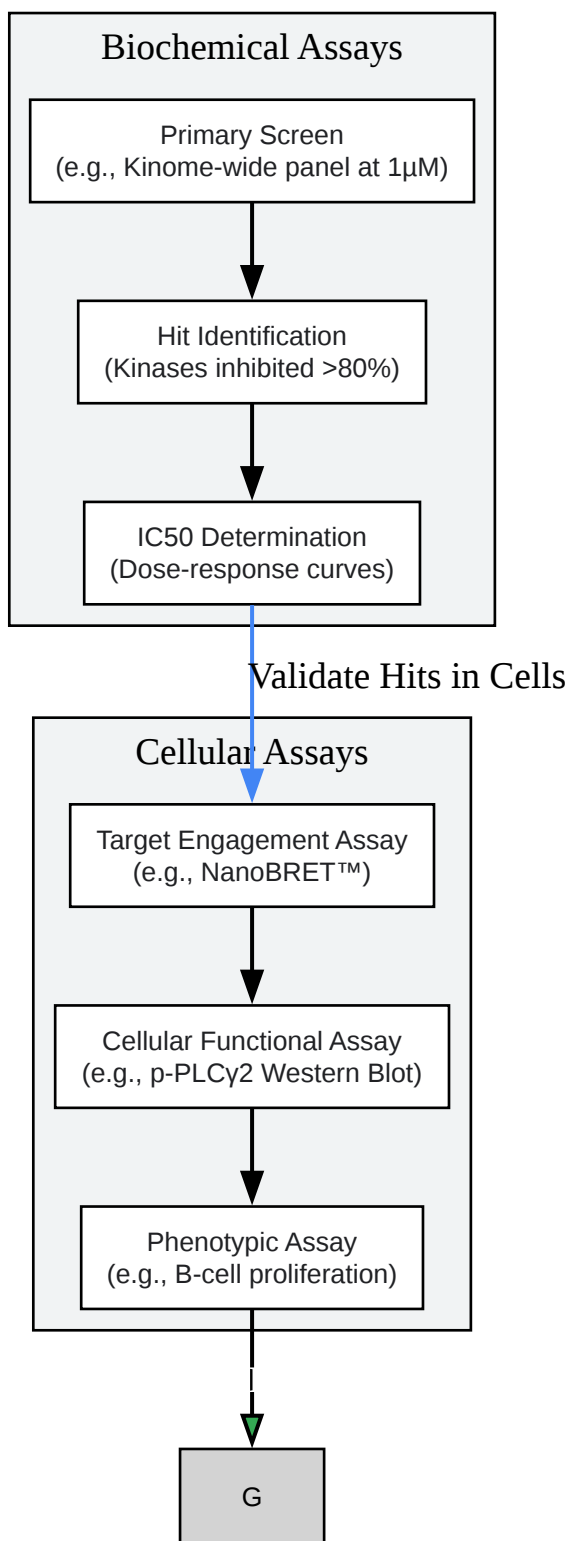 Biochemical Assays
Primary Screen
(e.g., Kinome-wide panel at 1µM)
Hit Identification
(Kinases inhibited >80%)
IC50 Determination
(Dose-response curves)
Validate Hits in Cells
Cellular Assays
Target Engagement Assay
(e.g., NanoBRET™)
Cellular Functional Assay
(e.g., p-PLCγ2 Western Blot)
Phenotypic Assay
(e.g., B-cell proliferation)
G